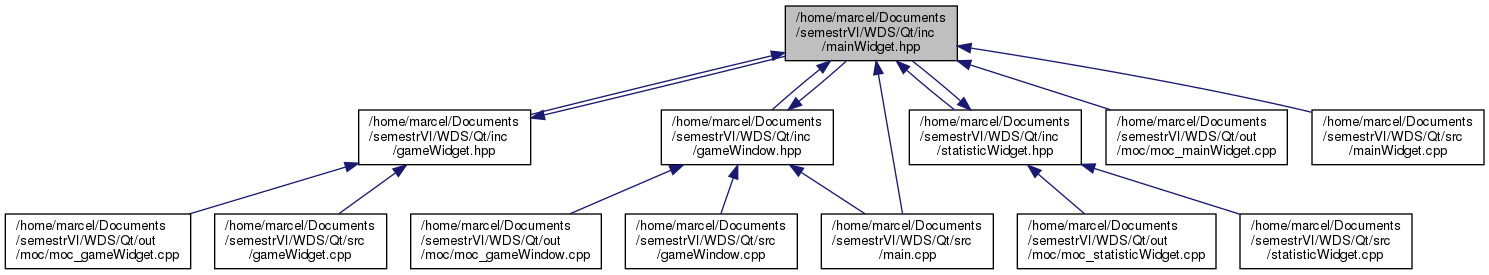 /home/marcel/Documents
/semestrVI/WDS/Qt/inc
/mainWidget.hpp
/home/marcel/Documents
/semestrVI/WDS/Qt/inc
/gameWidget.hpp
/home/marcel/Documents
/semestrVI/WDS/Qt/inc
/gameWindow.hpp
/home/marcel/Documents
/semestrVI/WDS/Qt/inc
/statisticWidget.hpp
/home/marcel/Documents
/semestrVI/WDS/Qt/out
/moc/moc_mainWidget.cpp
/home/marcel/Documents
/semestrVI/WDS/Qt/src
/mainWidget.cpp
/home/marcel/Documents
/semestrVI/WDS/Qt/out
/moc/moc_gameWidget.cpp
/home/marcel/Documents
/semestrVI/WDS/Qt/src
/gameWidget.cpp
/home/marcel/Documents
/semestrVI/WDS/Qt/out
/moc/moc_gameWindow.cpp
/home/marcel/Documents
/semestrVI/WDS/Qt/src
/gameWindow.cpp
/home/marcel/Documents
/semestrVI/WDS/Qt/src
/main.cpp
/home/marcel/Documents
/semestrVI/WDS/Qt/out
/moc/moc_statisticWidget.cpp
/home/marcel/Documents
/semestrVI/WDS/Qt/src
/statisticWidget.cpp